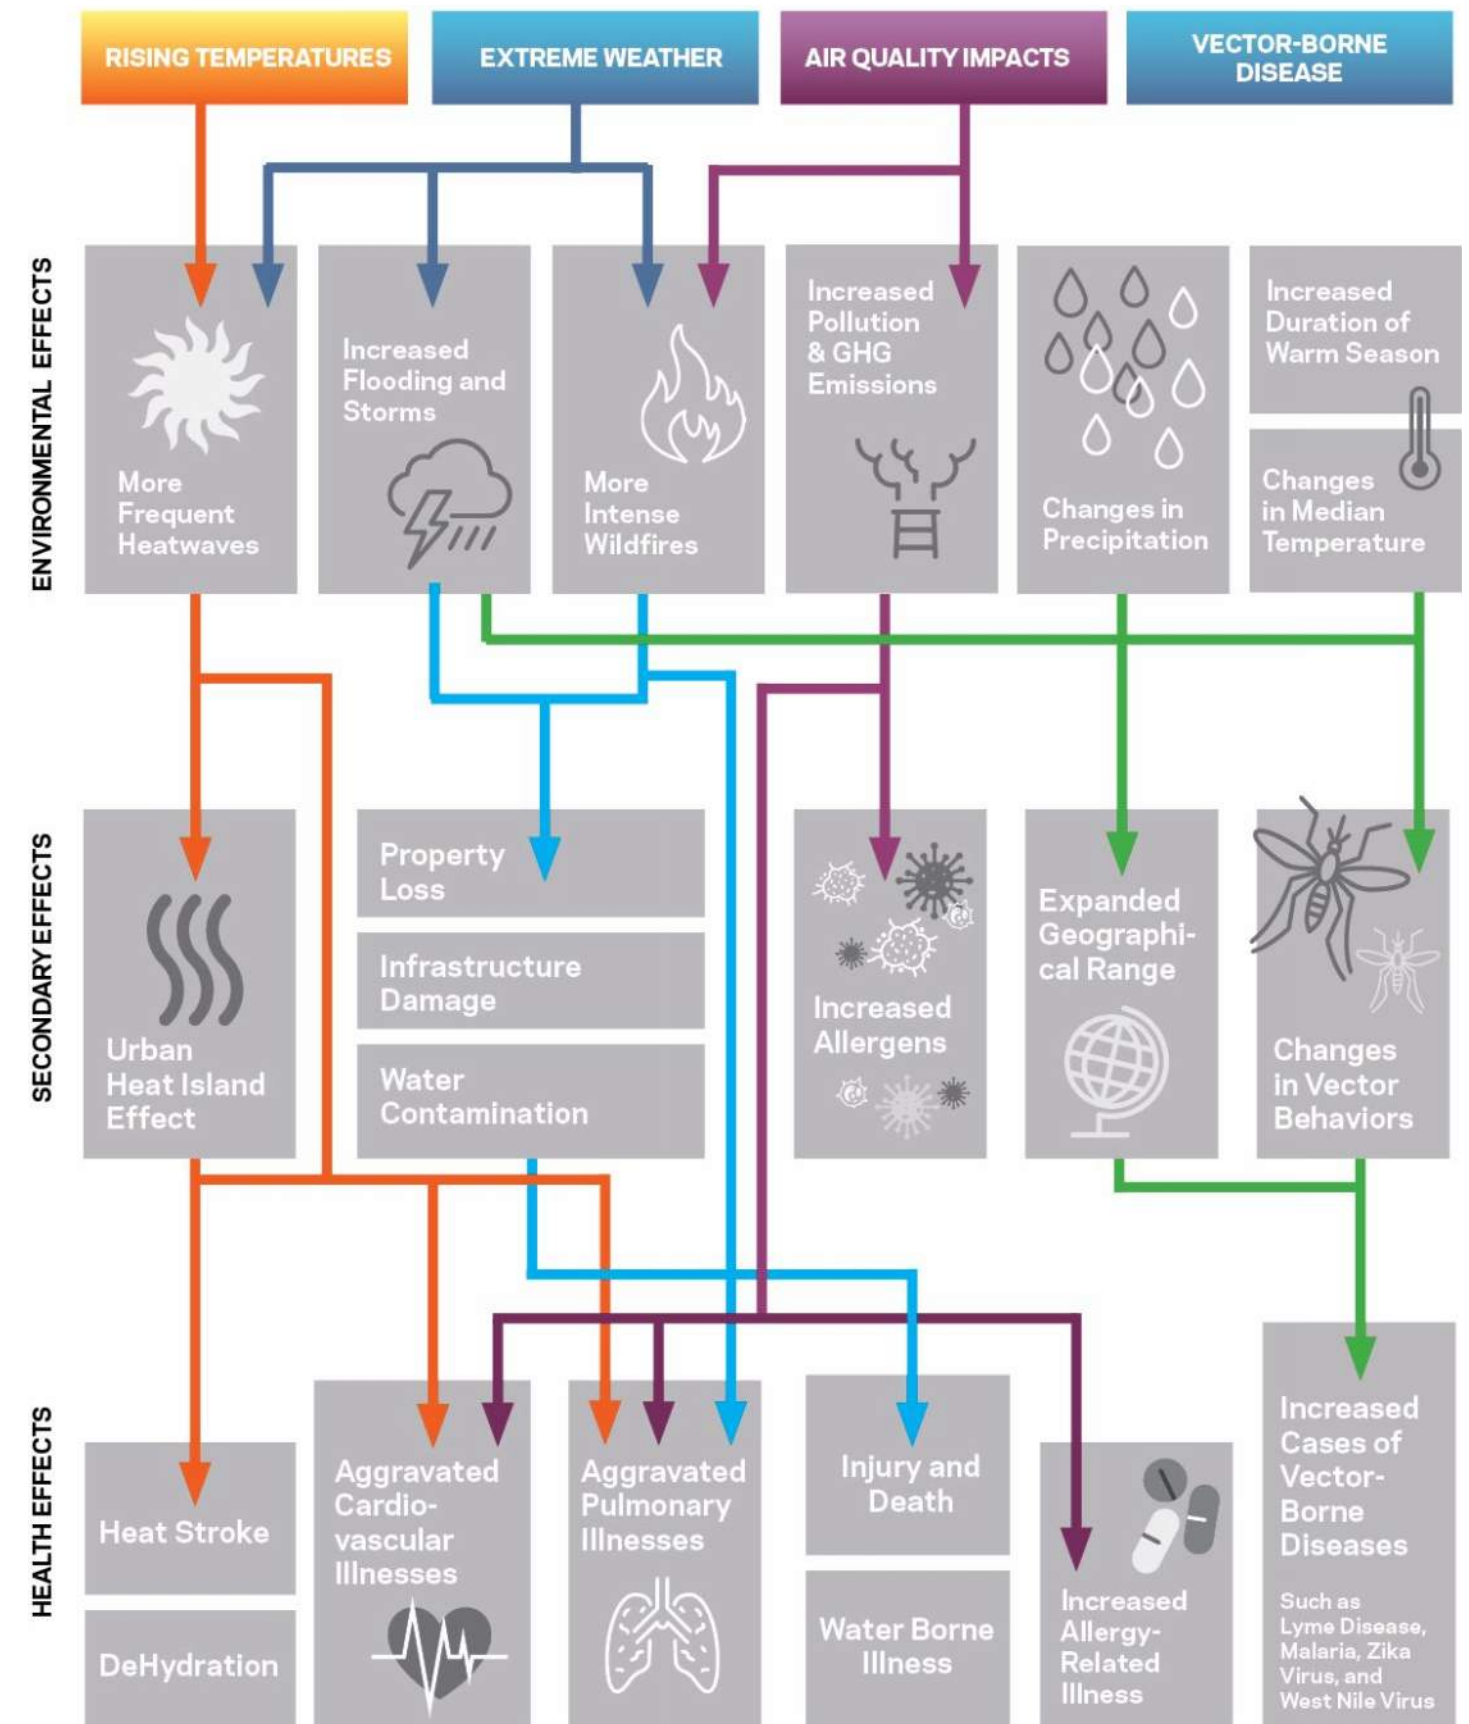 RISING TEMPERATURES
EXTREME WEATHER
AIR QUALITY IMPACTS
VECTOR-BORNE
DISEASE
ENVIRONMENTAL EFFECTS
More
Frequent
Heatwaves
Increased
Flooding and
Storms
More
Intense
Wildfires
Increased
Pollution
& GHG
Emissions
Changes in
Precipitation
Increased
Duration of
Warm Season
Changes
in Median
Temperature
SECONDARY EFFECTS
Urban
Heat Island
Effect
Property
Loss
Infrastructure
Damage
Water
Contamination
Increased
Allergens
Expanded
Geographi-
cal Range
Changes
in Vector
Behaviors
HEALTH EFFECTS
Heat Stroke
DeHydration
Aggravated
Cardio-
vascular
Illnesses
Aggravated
Pulmonary
Illnesses
Injury and
Death
Water Borne
Illness
Increased
Allergy-
Related
Illness
Increased
Cases of
Vector-
Borne
Diseases
Such as
Lyme Disease,
Malaria, Zika
Virus, and
West Nile Virus